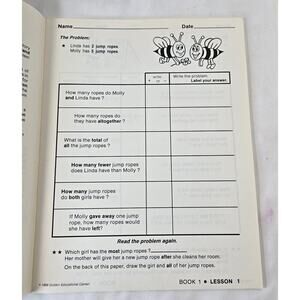 Name
Date
The Problem:
★ Linda has 2 jump ropes
Molly has 5 jump ropes
write
+ or −
Write the problem.
Label your answer.
How many ropes do Molly
and Linda have ?
How many ropes do
they have altogether ?
What is the total of
all the jump ropes ?
How many fewer jump ropes
does Linda have than Molly ?
How many jump ropes
do both girls have ?
If Molly gave away one jump
rope, how many ropes would
she have left?
Read the problem again.
★★ Which girl has the most jump ropes ?
Her mother will give her a new jump rope after she cleans her room.
On the back of this paper, draw the girl and all of her jump ropes.
Golden Educational Center
BOOK 1 • LESSON 1